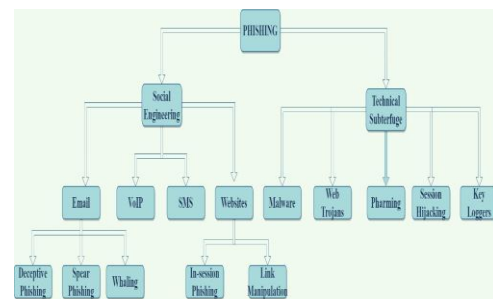 PHISHING
Social
Engineering
Technical
Subterfuge
Email
VoIP
SMS
Websites
Malware
Web
Trojans
Pharming
Session
Hijacking
Key
Loggers
Deceptive
Phishing
Spear
Phishing
Whaling
In-session
Phishing
Link
Manipulation